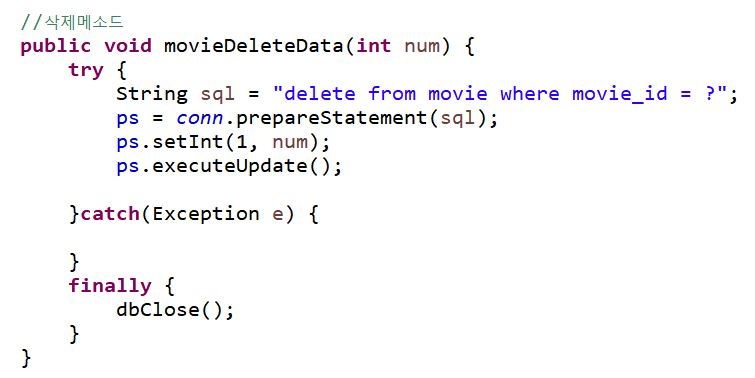 //삭제메소드
public void movieDeleteData(int num) {
    try {
        String sql = "delete from movie where movie_id = ?";
        ps = conn.prepareStatement(sql);
        ps.setInt(1, num);
        ps.executeUpdate();

    }catch(Exception e) {

    }
    finally {
        dbClose();
    }
}